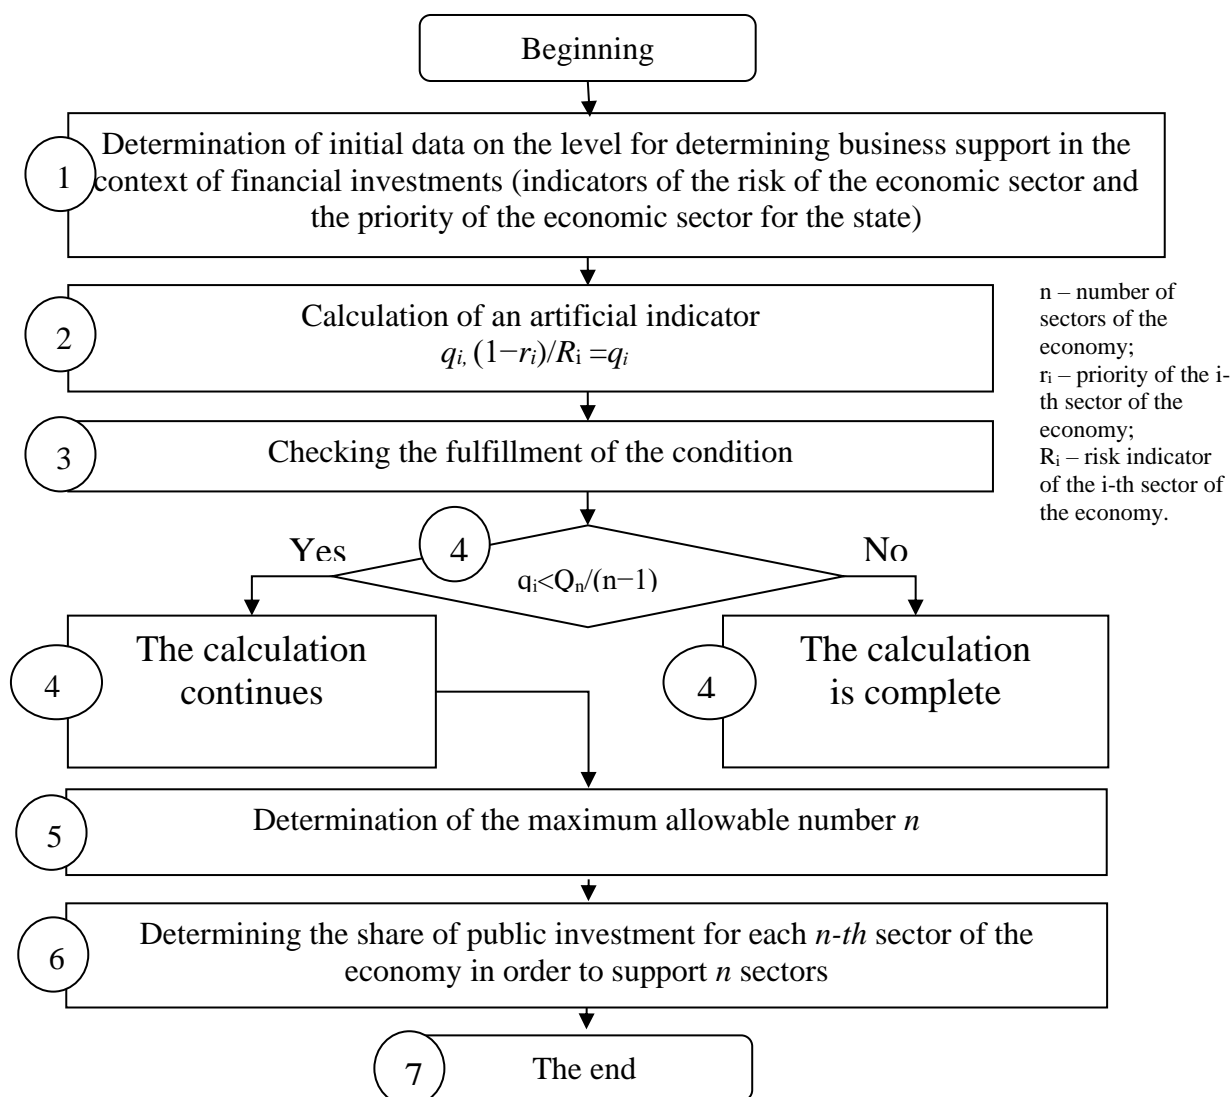 Beginning
1
Determination of initial data on the level for determining business support in the
context of financial investments (indicators of the risk of the economic sector and
the priority of the economic sector for the state)
2
Calculation of an artificial indicator
qi, (1−ri)/Ri =qi
n – number of
sectors of the
economy;
ri – priority of the i-
th sector of the
economy;
Ri – risk indicator
of the i-th sector of
the economy.
3
Checking the fulfillment of the condition
Yes
4
No
qi<Qn/(n−1)
4
The calculation
continues
4
The calculation
is complete
5
Determination of the maximum allowable number n
6
Determining the share of public investment for each n-th sector of the
economy in order to support n sectors
7
The end